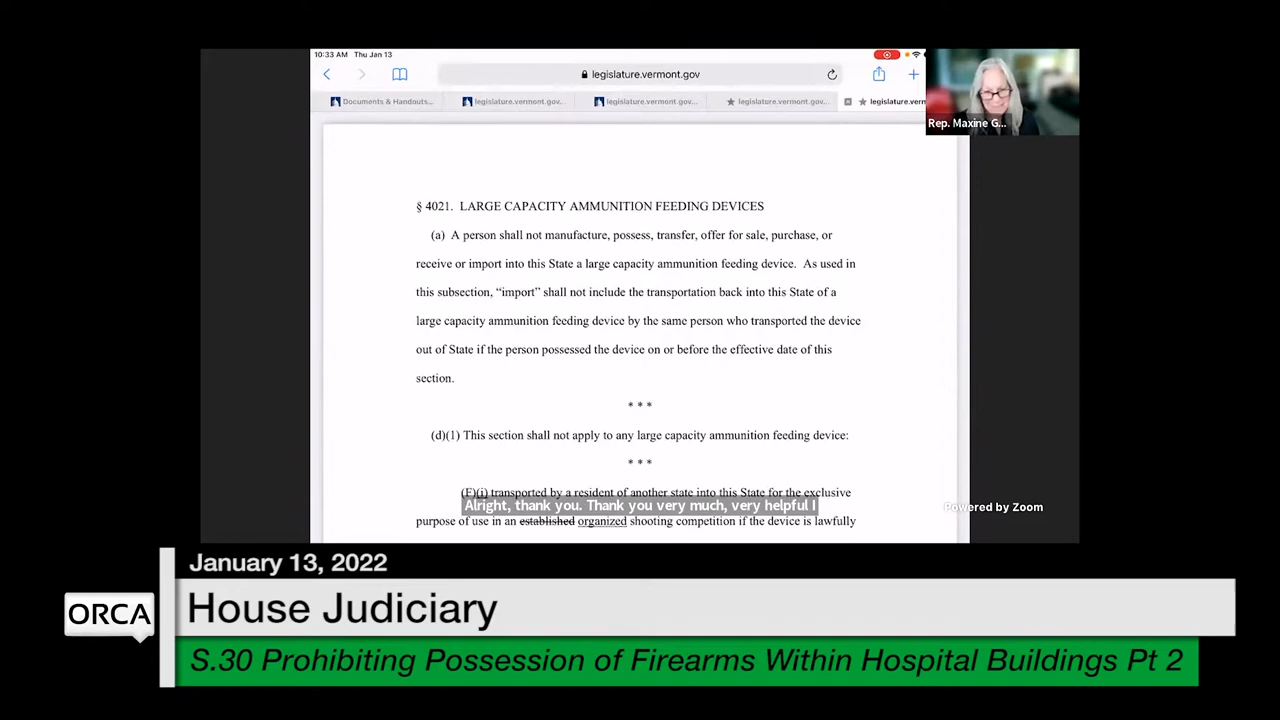 10:33 AM Thu Jan 13
legislature.vermont.gov
Documents & Handouts...
legislature.vermont.gov...
legislature.vermont.gov...
legislature.vermont.gov...
legislature.vermon
Rep. Maxine G...
§ 4021. LARGE CAPACITY AMMUNITION FEEDING DEVICES
(a) A person shall not manufacture, possess, transfer, offer for sale, purchase, or
receive or import into this State a large capacity ammunition feeding device. As used in
this subsection, “import” shall not include the transportation back into this State of a
large capacity ammunition feeding device by the same person who transported the device
out of State if the person possessed the device on or before the effective date of this
section.
* * *
(d)(1) This section shall not apply to any large capacity ammunition feeding device:
* * *
(F)(i) transported by a resident of another state into this State for the exclusive
Alright, thank you. Thank you very much, very helpful I
purpose of use in an established organized shooting competition if the device is lawfully
Powered by Zoom
January 13, 2022
ORCA
House Judiciary
S.30 Prohibiting Possession of Firearms Within Hospital Buildings Pt 2